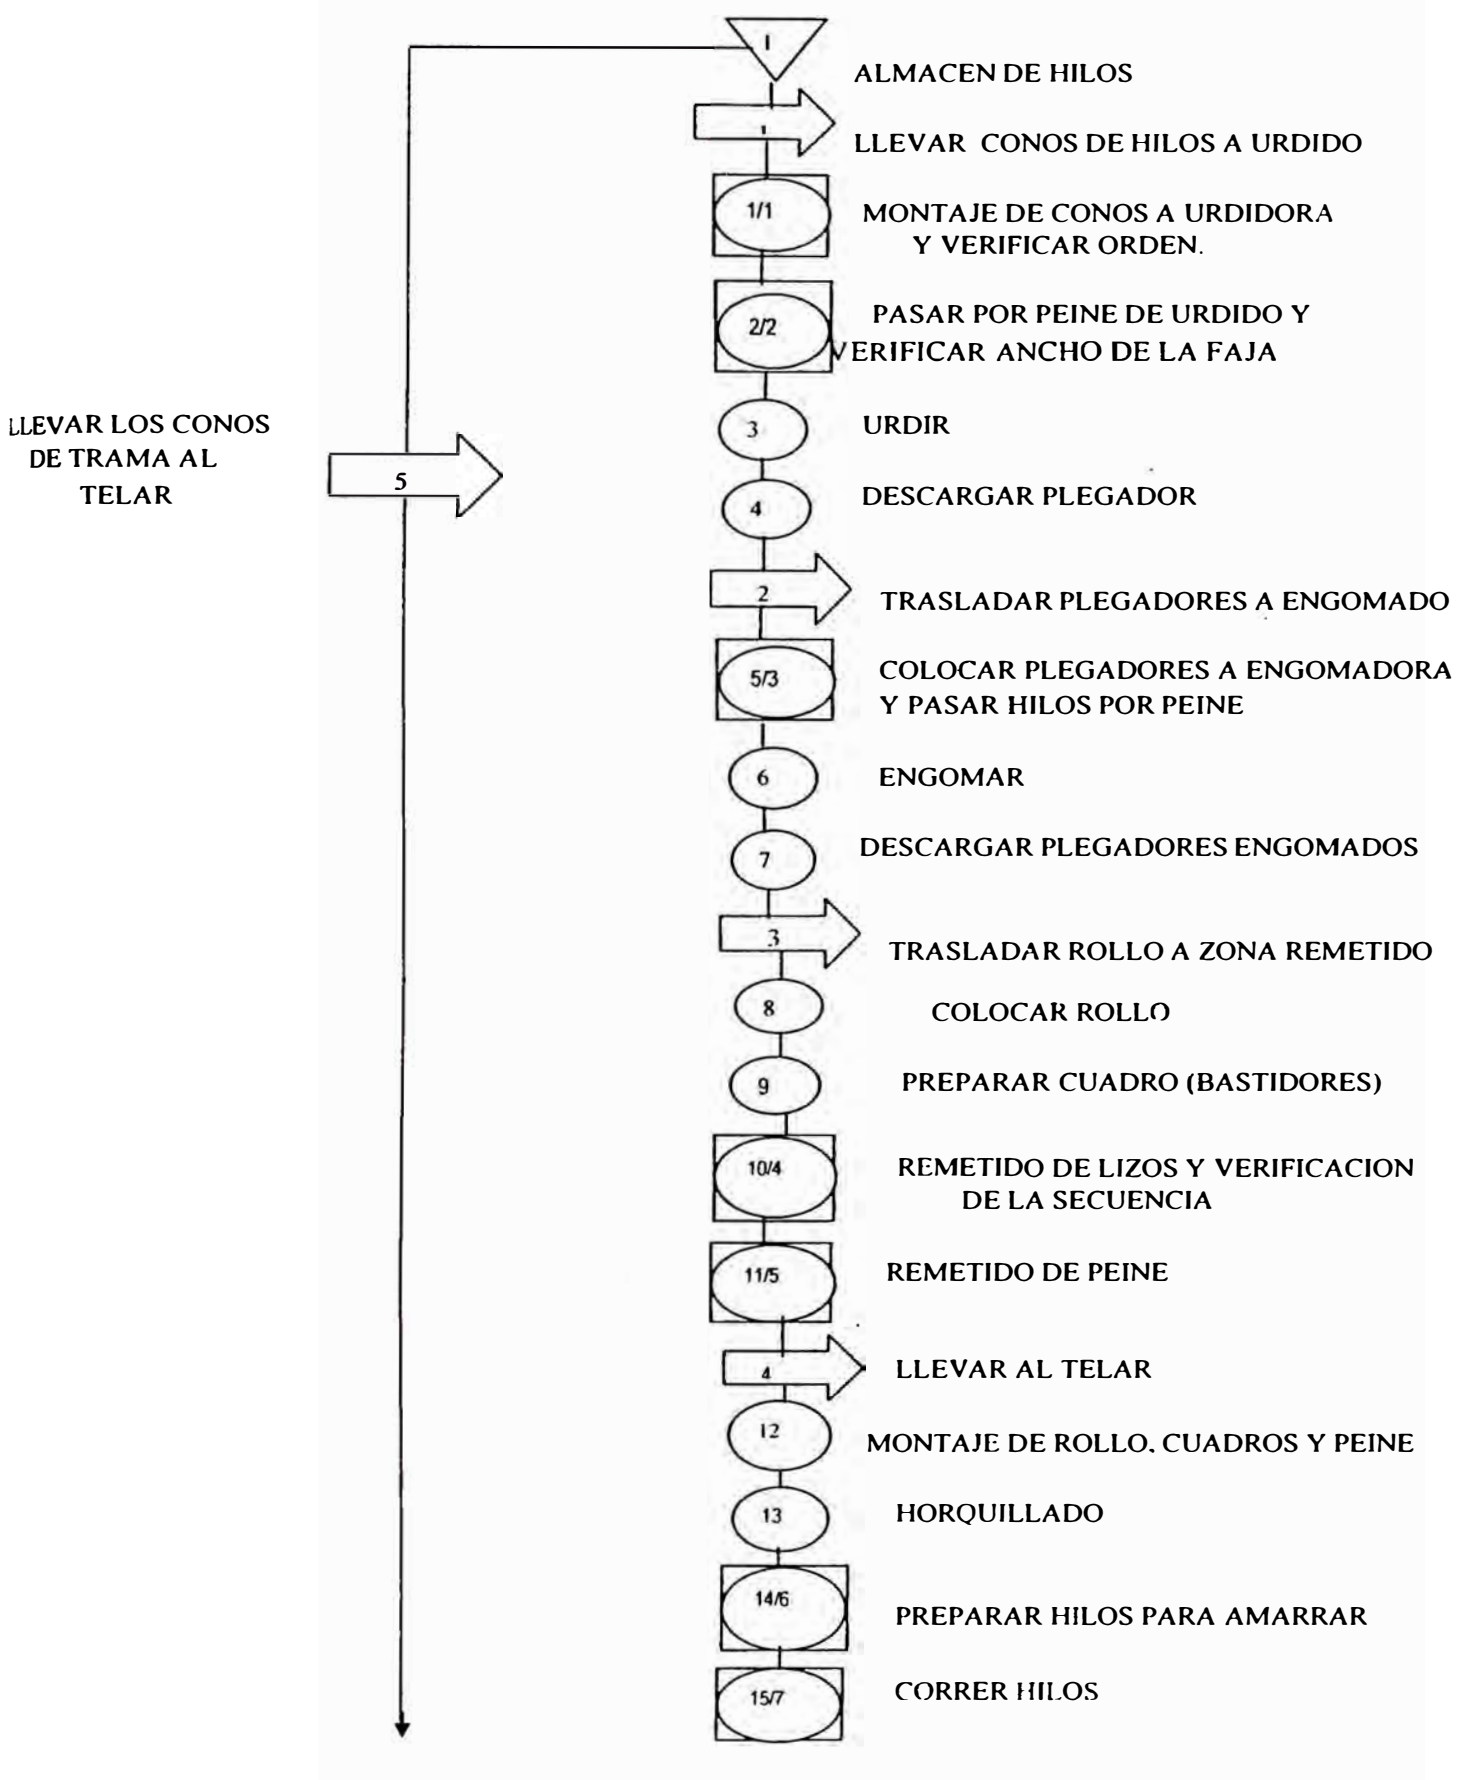 1
ALMACEN DE HILOS
1
LLEVAR CONOS DE HILOS A URDIDO
1/1
MONTAJE DE CONOS A URDIDORA
Y VERIFICAR ORDEN.
2/2
PASAR POR PEINE DE URDIDO Y
VERIFICAR ANCHO DE LA FAJA
3
URDIR
LLEVAR LOS CONOS
DE TRAMA AL
TELAR
5
4
DESCARGAR PLEGADOR
2
TRASLADAR PLEGADORES A ENGOMADO
5/3
COLOCAR PLEGADORES A ENGOMADORA
Y PASAR HILOS POR PEINE
6
ENGOMAR
7
DESCARGAR PLEGADORES ENGOMADOS
3
TRASLADAR ROLLO A ZONA REMETIDO
8
COLOCAR ROLLO
9
PREPARAR CUADRO (BASTIDORES)
10/4
REMETIDO DE LIZOS Y VERIFICACION
DE LA SECUENCIA
11/5
REMETIDO DE PEINE
4
LLEVAR AL TELAR
12
MONTAJE DE ROLLO, CUADROS Y PEINE
13
HORQUILLADO
14/6
PREPARAR HILOS PARA AMARRAR
15/7
CORRER HILOS